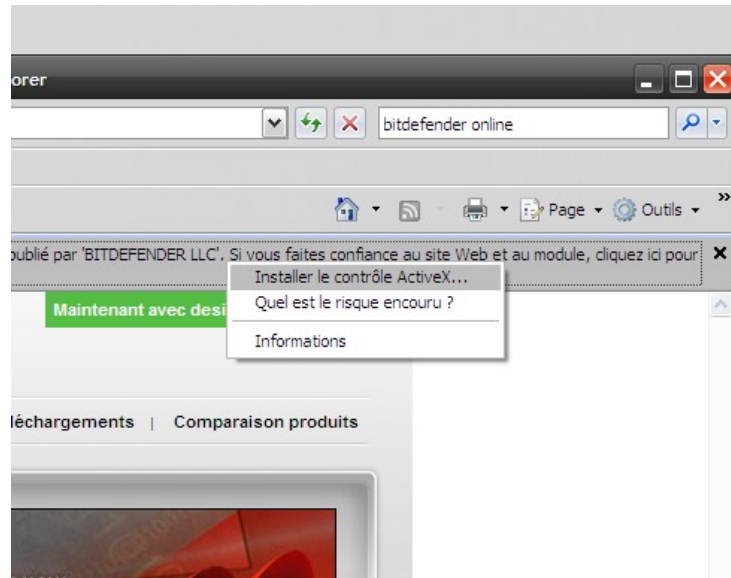 orer
bitdefender online
Page
Outils
publié par 'BITDEFENDER LLC'. Si vous faites confiance au site Web et au module, cliquez ici pour
Installer le contrôle ActiveX...
Quel est le risque encouru ?
Informations
Maintenant avec desi
léchargements | Comparaison produits